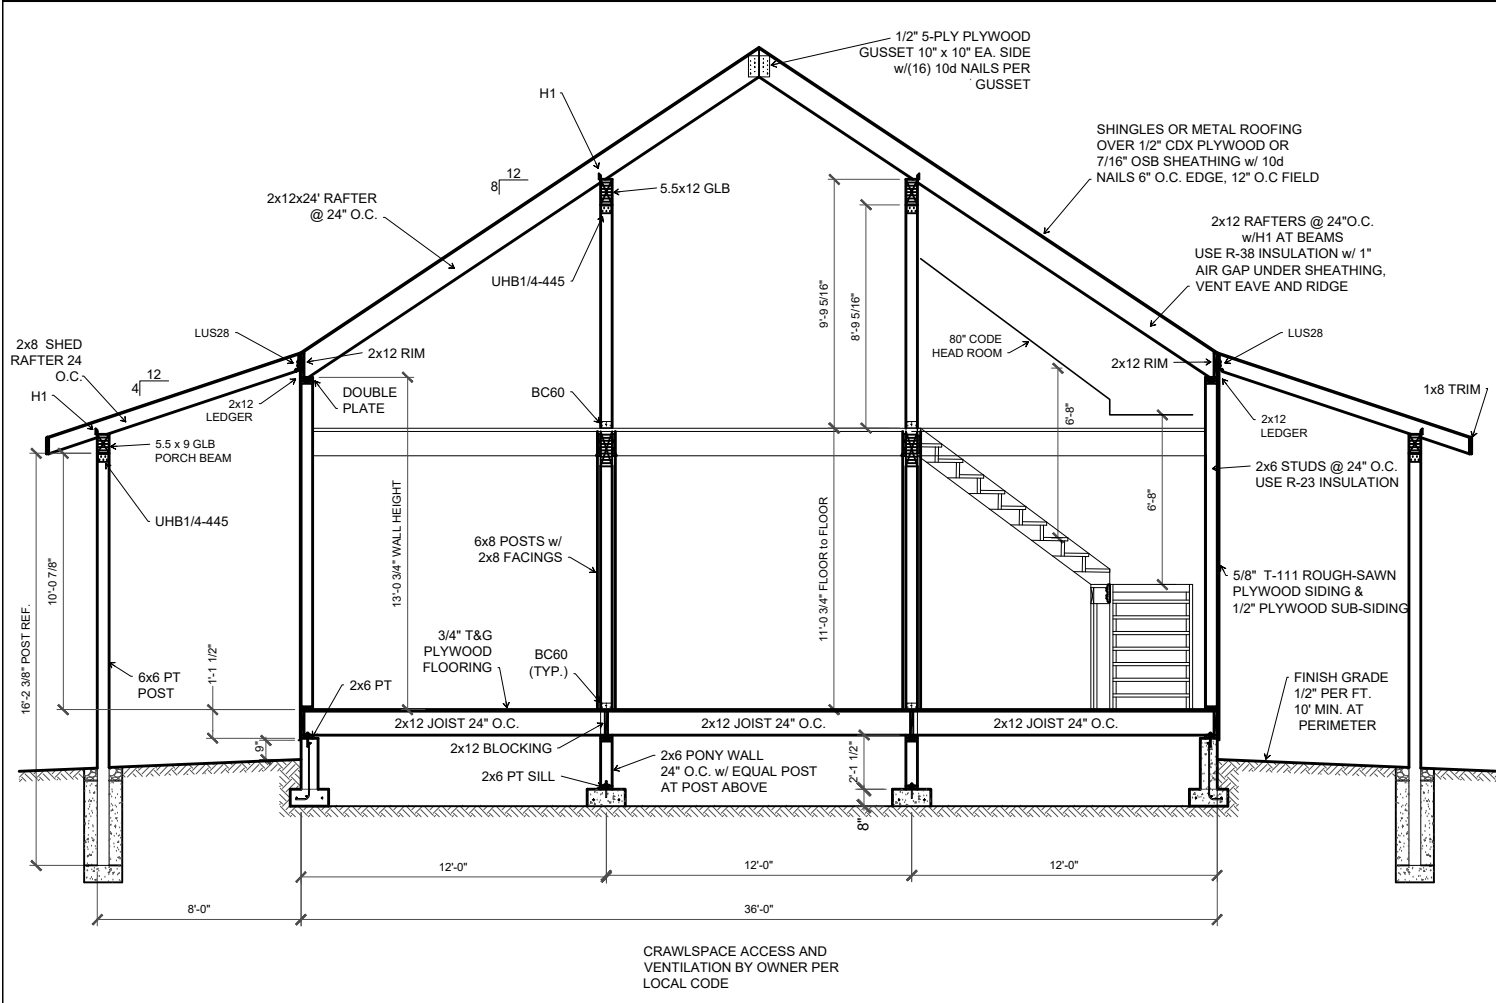 1/2" 5-PLY PLYWOOD
GUSSET 10" x 10" EA. SIDE
w/(16) 10d NAILS PER
GUSSET
H1
SHINGLES OR METAL ROOFING
OVER 1/2" CDX PLYWOOD OR
7/16" OSB SHEATHING w/ 10d
NAILS 6" O.C. EDGE, 12" O.C FIELD
12
8
5.5x12 GLB
2x12x24' RAFTER
@ 24" O.C.
2x12 RAFTERS @ 24"O.C.
w/H1 AT BEAMS
USE R-38 INSULATION w/ 1"
AIR GAP UNDER SHEATHING,
VENT EAVE AND RIDGE
UHB1/4-445
9'-9 5/16"
8'-9 5/16"
LUS28
2x12 RIM
80" CODE
HEAD ROOM
2x12 RIM
LUS28
2x8 SHED
RAFTER 24
O.C.
12
4
H1
2x12
LEDGER
DOUBLE
PLATE
BC60
6'-8"
1x8 TRIM
2x12
LEDGER
5.5 x 9 GLB
PORCH BEAM
2x6 STUDS @ 24" O.C.
USE R-23 INSULATION
UHB1/4-445
13'-0 3/4" WALL HEIGHT
6x8 POSTS w/
2x8 FACINGS
11'-0 3/4" FLOOR to FLOOR
6'-8"
5/8" T-111 ROUGH-SAWN
PLYWOOD SIDING &
1/2" PLYWOOD SUB-SIDING
10'-0 7/8"
16'-2 3/8" POST REF.
1'-1 1/2"
6x6 PT
POST
3/4" T&G
PLYWOOD
FLOORING
BC60
(TYP.)
2x6 PT
FINISH GRADE
1/2" PER FT.
10' MIN. AT
PERIMETER
2x12 JOIST 24" O.C.
2x12 JOIST 24" O.C.
2x12 JOIST 24" O.C.
9"
2x12 BLOCKING
2x6 PT SILL
2x6 PONY WALL
24" O.C. w/ EQUAL POST
AT POST ABOVE
2'-1 1/2"
8"
12'-0"
12'-0"
12'-0"
8'-0"
36'-0"
CRAWLSPACE ACCESS AND
VENTILATION BY OWNER PER
LOCAL CODE